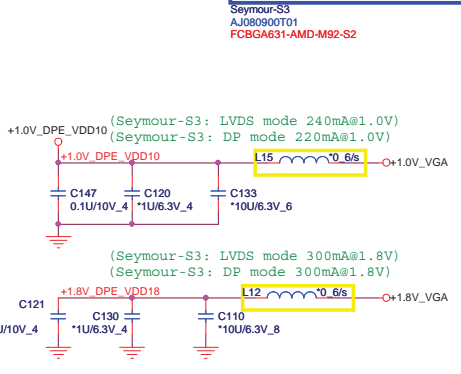 Seymour-S3
AJ080900T01
FCBGA631-AMD-M92-S2
(Seymour-S3: LVDS mode 240mA@1.0V)
+1.0V_DPE_VDD10 (Seymour-S3: DP mode 220mA@1.0V)
+1.0V_DPE_VDD10 L15 *0_6/s +1.0V_VGA
C147 C120 C133
0.1U/10V_4 *1U/6.3V_4 *10U/6.3V_6
(Seymour-S3: LVDS mode 300mA@1.8V)
(Seymour-S3: DP mode 300mA@1.8V)
+1.8V_DPE_VDD18 L12 *0_6/s +1.8V_VGA
C121 C130 C110
U/10V_4 *1U/6.3V_4 *10U/6.3V_8